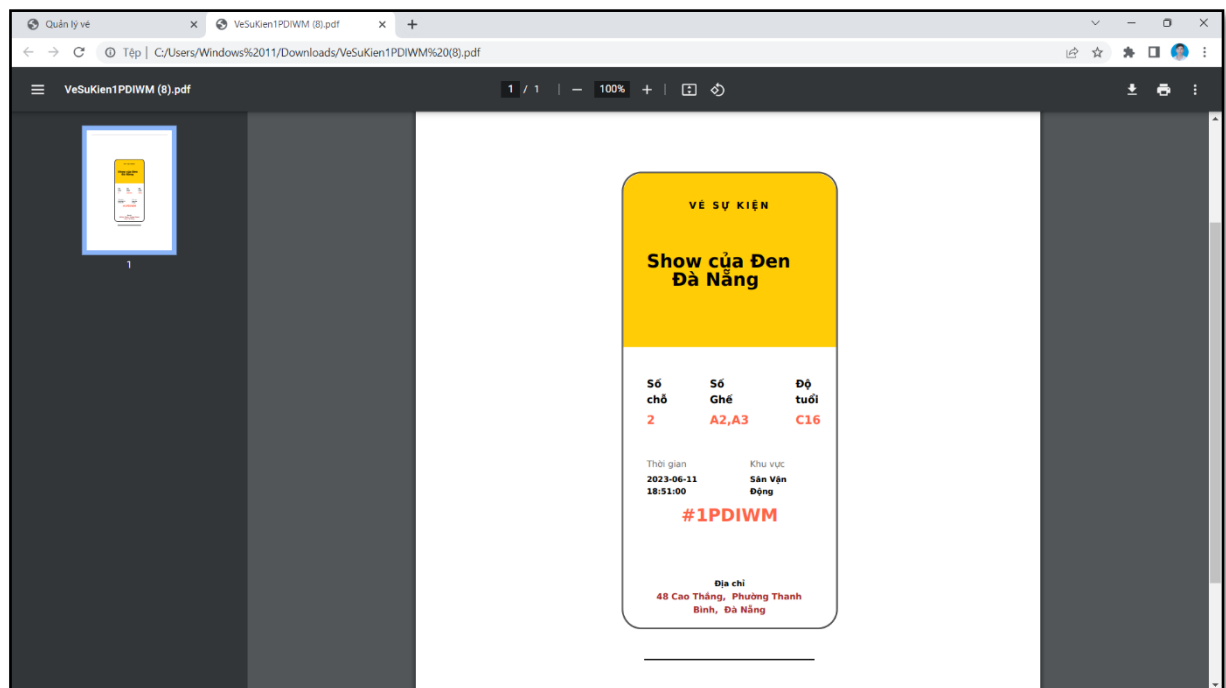 Quản lý vé
VeSuKien1PDIWM (8).pdf
Tệp | C:/Users/Windows%2011/Downloads/VeSuKien1PDIWM%20(8).pdf
VeSuKien1PDIWM (8).pdf
1 / 1
100%
1
VÉ SỰ KIỆN
Show của Đen
Đà Nẵng
Số chỗ
Số Ghế
Độ tuổi
2
A2,A3
C16
Thời gian
Khu vực
2023-06-11 18:51:00
Sân Vận Động
#1PDIWM
Địa chỉ
48 Cao Thắng, Phường Thanh
Bình, Đà Nẵng